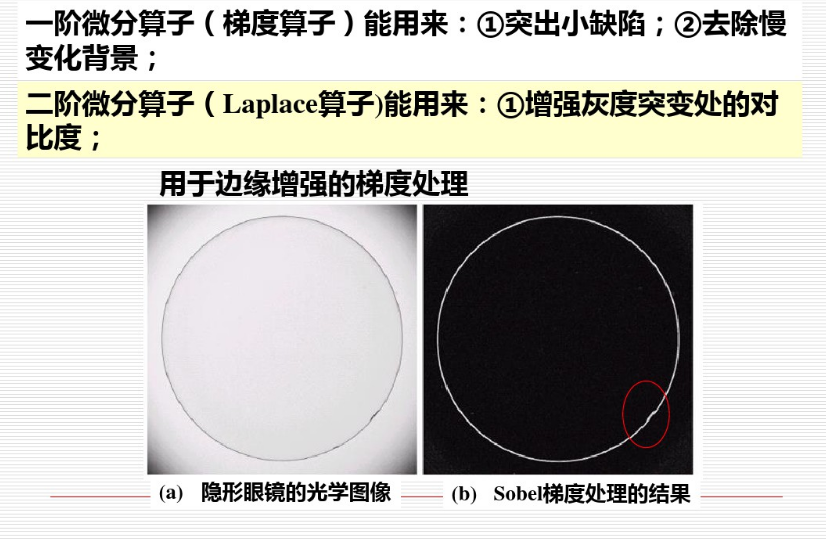 一阶微分算子（梯度算子）能用来：①突出小缺陷；②去除慢
变化背景；
二阶微分算子（Laplace算子)能用来：①增强灰度突变处的对
比度；
用于边缘增强的梯度处理
(a) 隐形眼镜的光学图像
(b) Sobel梯度处理的结果